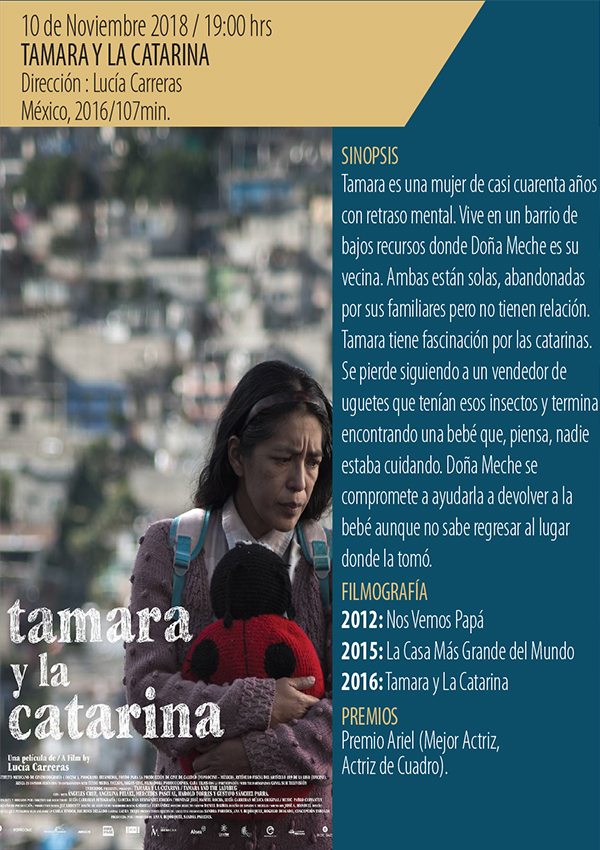 10 de Noviembre 2018 / 19:00 hrs
TAMARA Y LA CATARINA
Dirección : Lucía Carreras
México, 2016/107min.
SINOPSIS
Tamara es una mujer de casi cuarenta años
con retraso mental. Vive en un barrio de
bajos recursos donde Doña Meche es su
vecina. Ambas están solas, abandonadas
por sus familiares pero no tienen relación.
Tamara tiene fascinación por las catarinas.
Se pierde siguiendo a un vendedor de
uguetes que tenían esos insectos y termina
encontrando una bebé que, piensa, nadie
estaba cuidando. Doña Meche se
compromete a ayudarla a devolver a la
bebé aunque no sabe regresar al lugar
donde la tomó.
FILMOGRAFÍA
2012: Nos Vemos Papá
2015: La Casa Más Grande del Mundo
2016: Tamara y La Catarina
PREMIOS
Premio Ariel (Mejor Actriz,
Actriz de Cuadro).
tamara
y la
catarina
Una película de / A Film by
Lucía Carreras